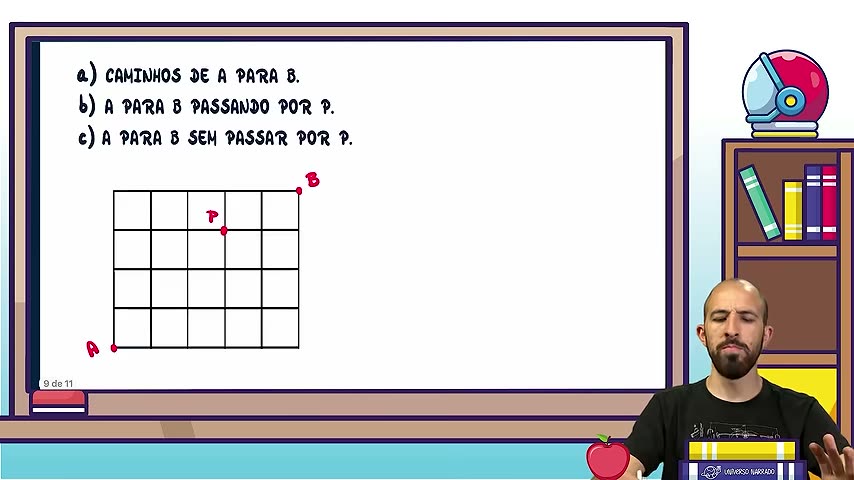 a) CAMINHOS DE A PARA B.
b) A PARA B PASSANDO POR P.
c) A PARA B SEM PASSAR POR P.
B
P
A
9 de 11
UNIVERSO NARRADO